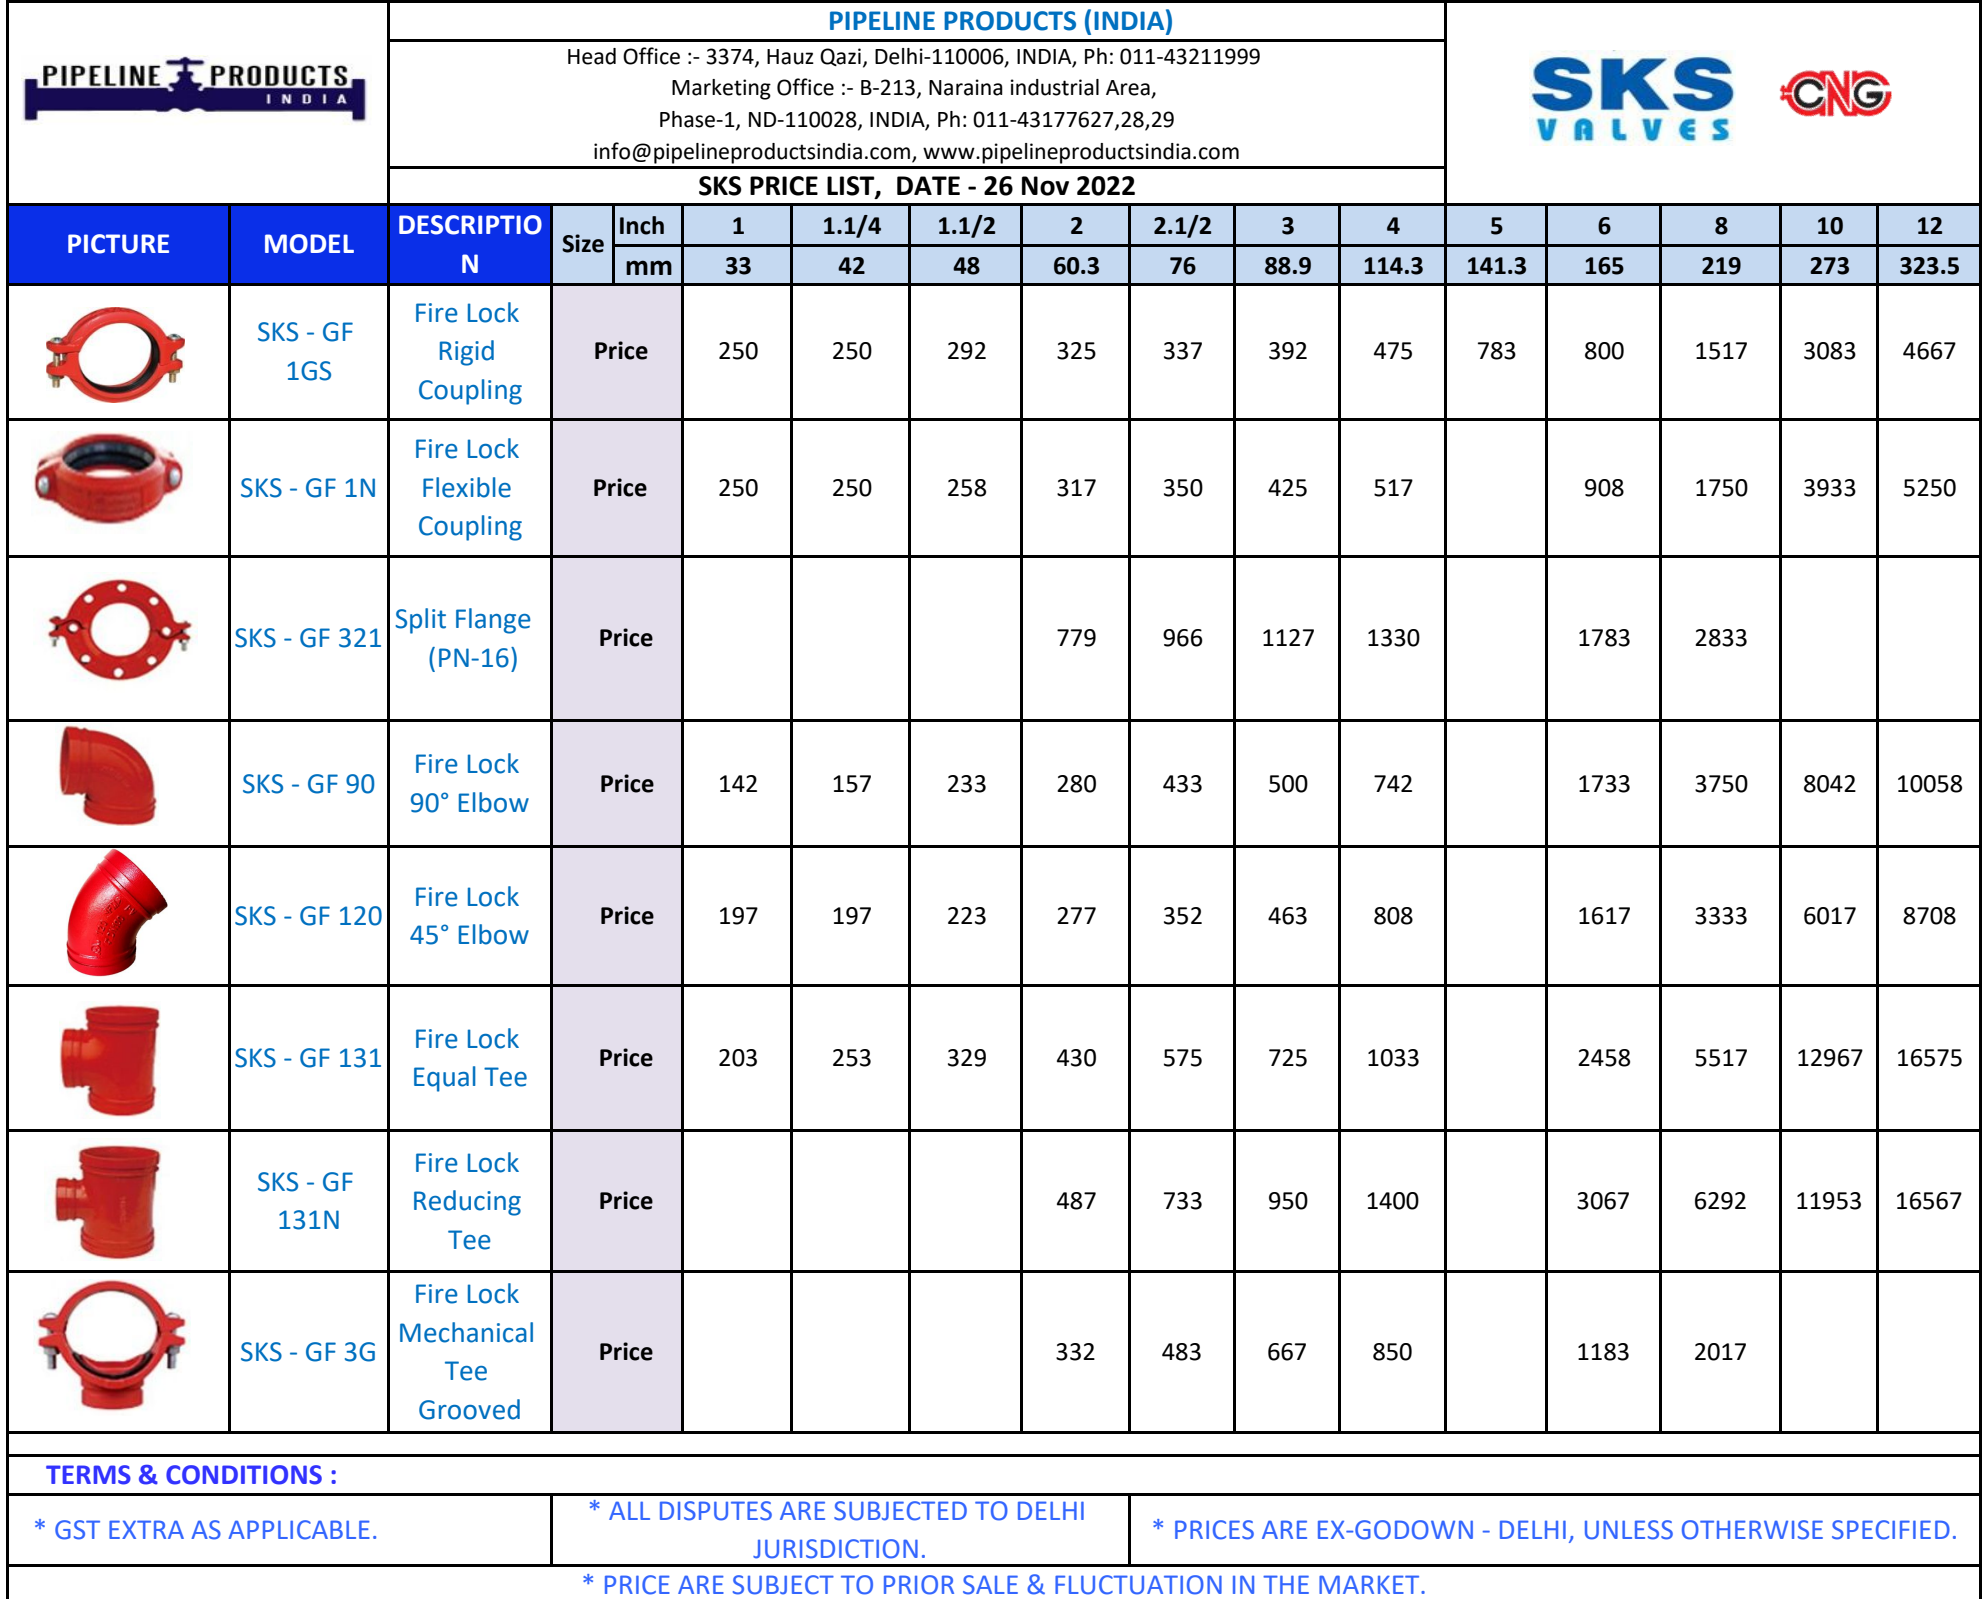 PIPELINE PRODUCTS
INDIA
PIPELINE PRODUCTS (INDIA)
Head Office :- 3374, Hauz Qazi, Delhi-110006, INDIA, Ph: 011-43211999
Marketing Office :- B-213, Naraina industrial Area,
Phase-1, ND-110028, INDIA, Ph: 011-43177627,28,29
info@pipelineproductsindia.com, www.pipelineproductsindia.com
SKS PRICE LIST, DATE - 26 Nov 2022
SKS
VALVES
CNG
PICTURE MODEL DESCRIPTIO
N
Size Inch 1 1.1/4 1.1/2 2 2.1/2 3 4 5 6 8 10 12
mm 33 42 48 60.3 76 88.9 114.3 141.3 165 219 273 323.5
SKS - GF
1GS
Fire Lock
Rigid
Coupling
Price 250 250 292 325 337 392 475 783 800 1517 3083 4667
SKS - GF 1N
Fire Lock
Flexible
Coupling
Price 250 250 258 317 350 425 517 908 1750 3933 5250
SKS - GF 321
Split Flange
(PN-16)
Price 779 966 1127 1330 1783 2833
SKS - GF 90
Fire Lock
90° Elbow
Price 142 157 233 280 433 500 742 1733 3750 8042 10058
SKS - GF 120
Fire Lock
45° Elbow
Price 197 197 223 277 352 463 808 1617 3333 6017 8708
SKS - GF 131
Fire Lock
Equal Tee
Price 203 253 329 430 575 725 1033 2458 5517 12967 16575
SKS - GF
131N
Fire Lock
Reducing
Tee
Price 487 733 950 1400 3067 6292 11953 16567
SKS - GF 3G
Fire Lock
Mechanical
Tee
Grooved
Price 332 483 667 850 1183 2017
TERMS & CONDITIONS :
* GST EXTRA AS APPLICABLE.
* ALL DISPUTES ARE SUBJECTED TO DELHI
JURISDICTION.
* PRICES ARE EX-GODOWN - DELHI, UNLESS OTHERWISE SPECIFIED.
* PRICE ARE SUBJECT TO PRIOR SALE & FLUCTUATION IN THE MARKET.